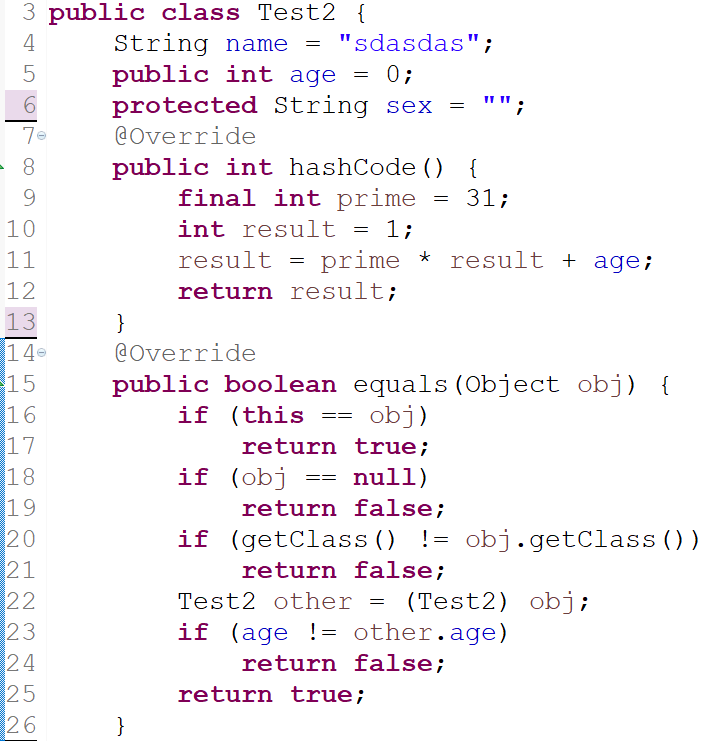 3 public class Test2 {
4     String name = "sdasdas";
5     public int age = 0;
6     protected String sex = "";
7     @Override
8     public int hashCode() {
9         final int prime = 31;
10         int result = 1;
11         result = prime * result + age;
12         return result;
13     }
14     @Override
15     public boolean equals(Object obj) {
16         if (this == obj)
17             return true;
18         if (obj == null)
19             return false;
20         if (getClass() != obj.getClass())
21             return false;
22         Test2 other = (Test2) obj;
23         if (age != other.age)
24             return false;
25         return true;
26     }